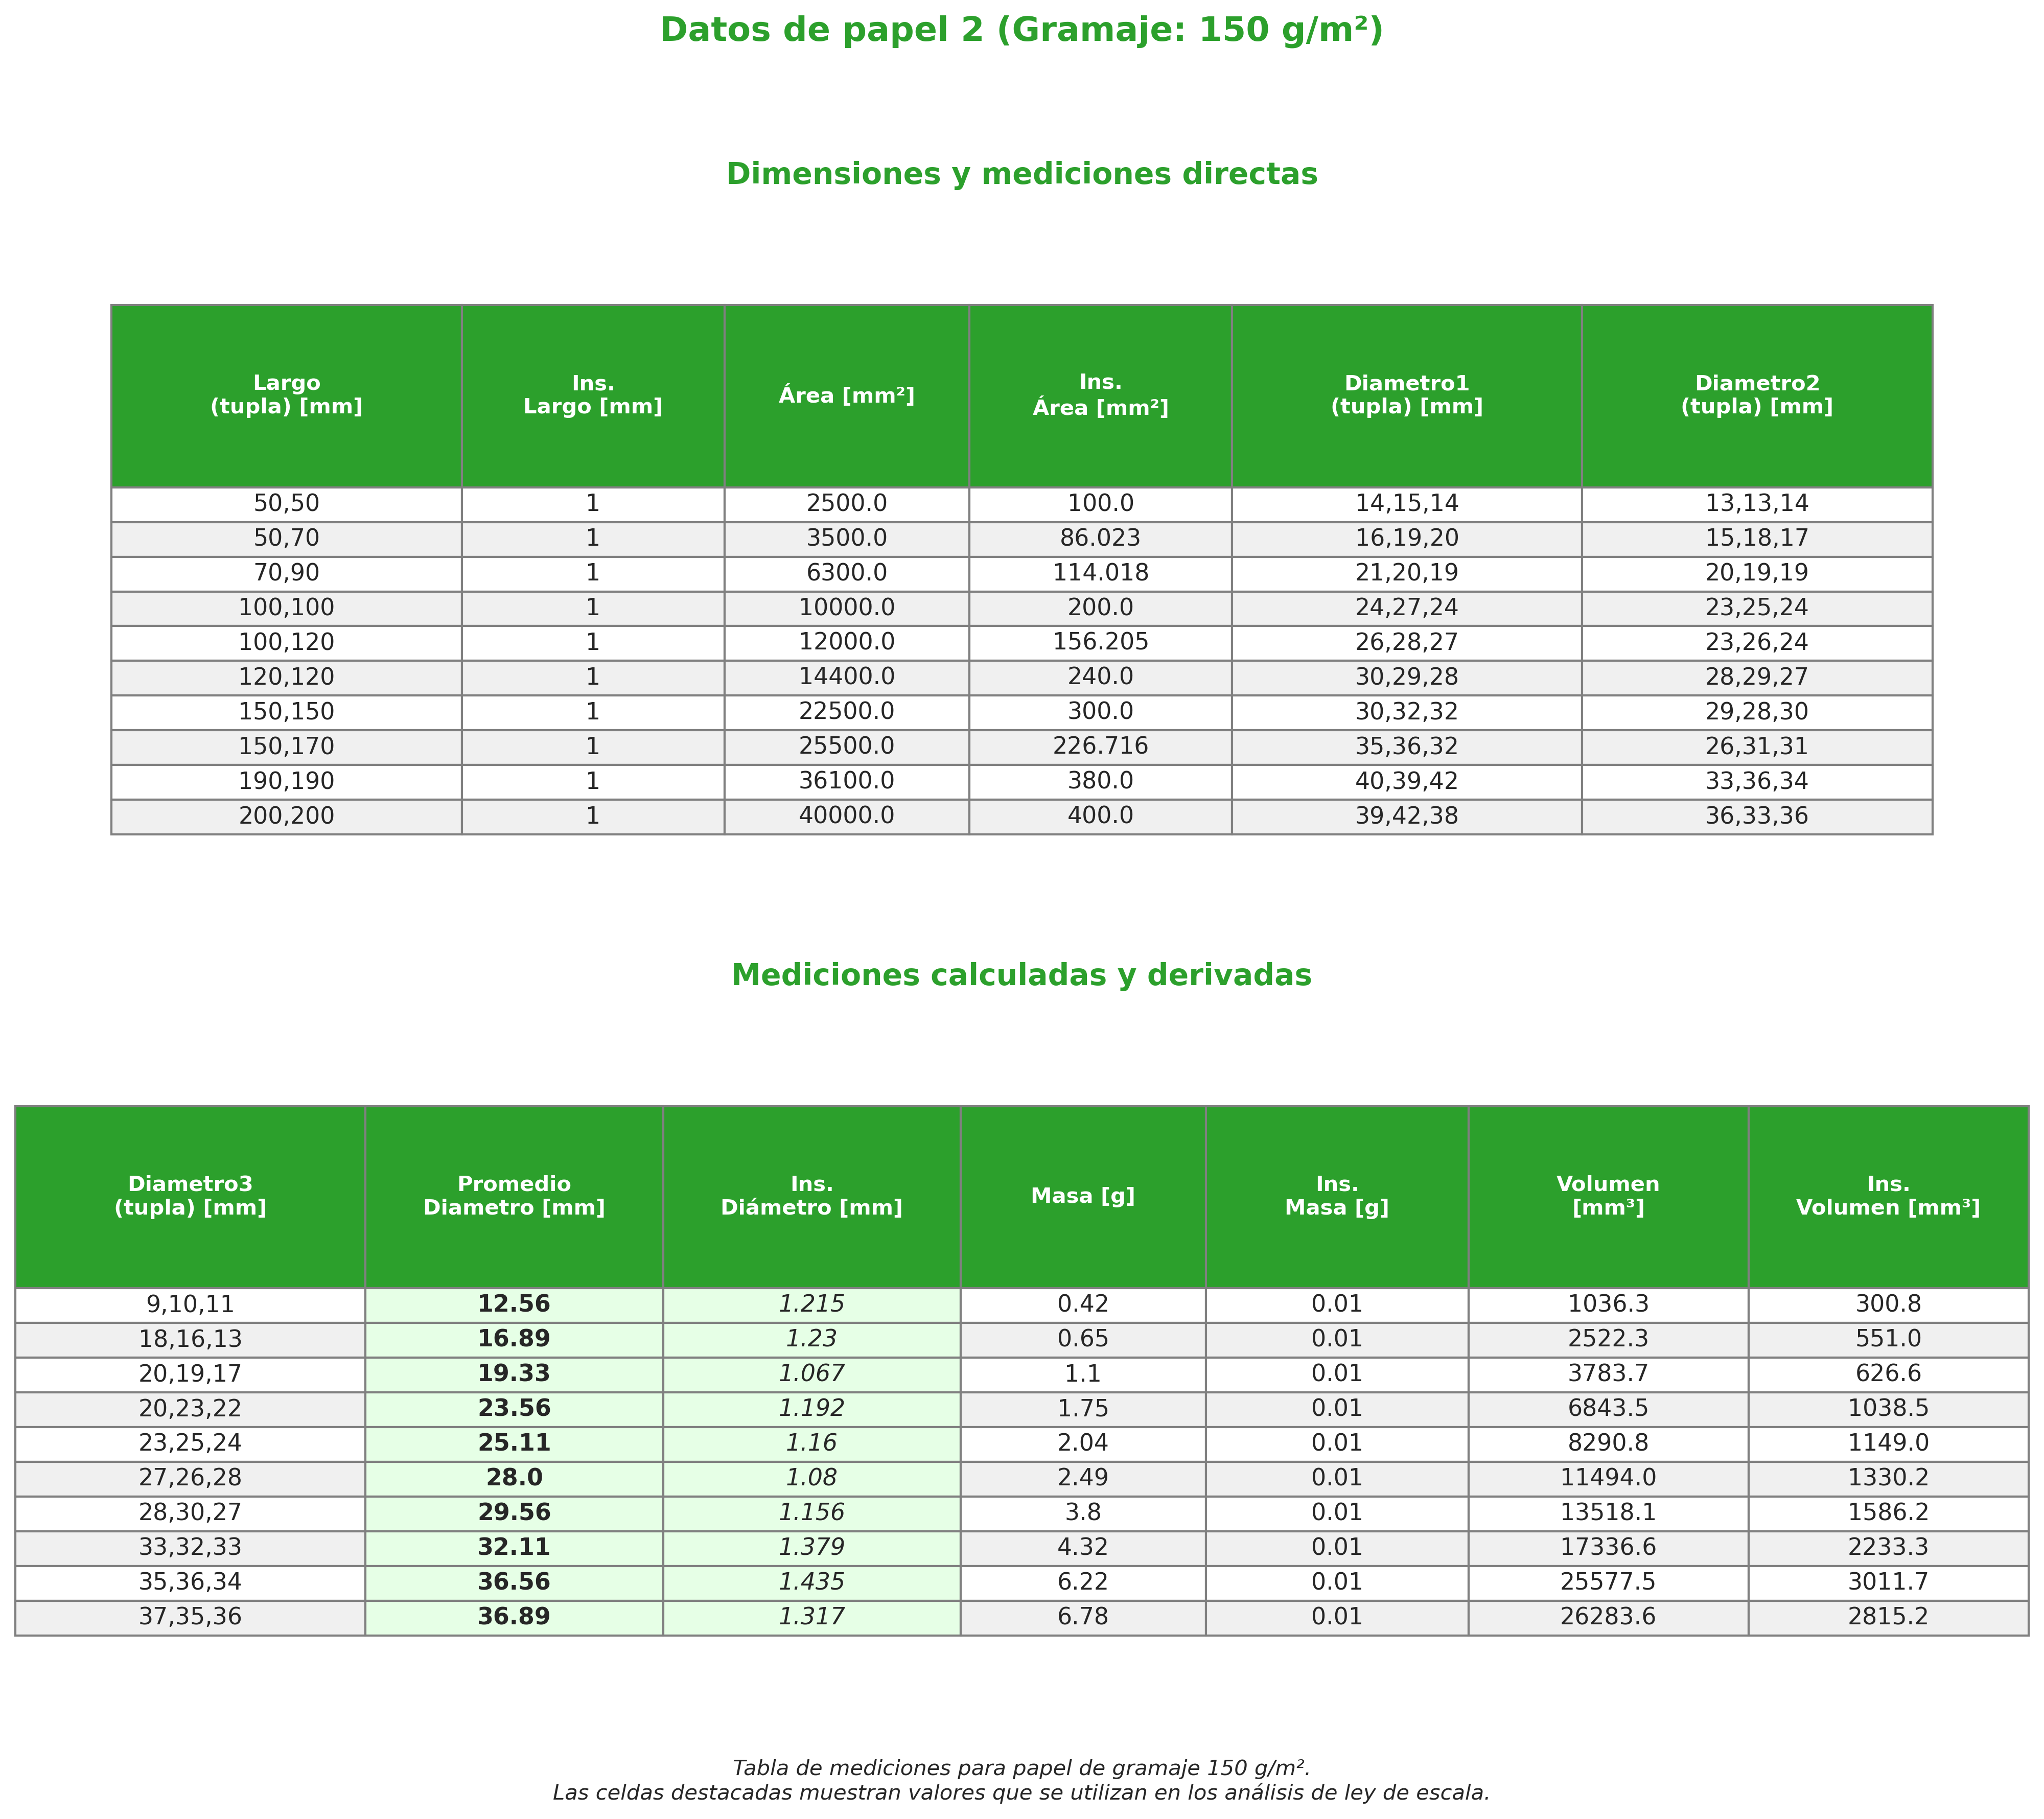 Datos de papel 2 (Gramaje: 150 g/m²)
Dimensiones y mediciones directas
Largo (tupla) [mm] Ins. Largo [mm] Área [mm²] Ins. Área [mm²] Diametro1 (tupla) [mm] Diametro2 (tupla) [mm]
50,50 1 2500.0 100.0 14,15,14 13,13,14
50,70 1 3500.0 86.023 16,19,20 15,18,17
70,90 1 6300.0 114.018 21,20,19 20,19,19
100,100 1 10000.0 200.0 24,27,24 23,25,24
100,120 1 12000.0 156.205 26,28,27 23,26,24
120,120 1 14400.0 240.0 30,29,28 28,29,27
150,150 1 22500.0 300.0 30,32,32 29,28,30
150,170 1 25500.0 226.716 35,36,32 26,31,31
190,190 1 36100.0 380.0 40,39,42 33,36,34
200,200 1 40000.0 400.0 39,42,38 36,33,36
Mediciones calculadas y derivadas
Diametro3 (tupla) [mm] Promedio Diametro [mm] Ins. Diámetro [mm] Masa [g] Ins. Masa [g] Volumen [mm³] Ins. Volumen [mm³]
9,10,11 12.56 1.215 0.42 0.01 1036.3 300.8
18,16,13 16.89 1.23 0.65 0.01 2522.3 551.0
20,19,17 19.33 1.067 1.1 0.01 3783.7 626.6
20,23,22 23.56 1.192 1.75 0.01 6843.5 1038.5
23,25,24 25.11 1.16 2.04 0.01 8290.8 1149.0
27,26,28 28.0 1.08 2.49 0.01 11494.0 1330.2
28,30,27 29.56 1.156 3.8 0.01 13518.1 1586.2
33,32,33 32.11 1.379 4.32 0.01 17336.6 2233.3
35,36,34 36.56 1.435 6.22 0.01 25577.5 3011.7
37,35,36 36.89 1.317 6.78 0.01 26283.6 2815.2
Tabla de mediciones para papel de gramaje 150 g/m².
Las celdas destacadas muestran valores que se utilizan en los análisis de ley de escala.